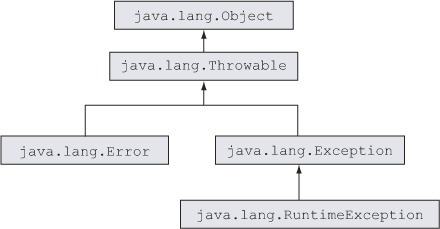 java.lang.Object
java.lang.Throwable
java.lang.Error
java.lang.Exception
java.lang.RuntimeException